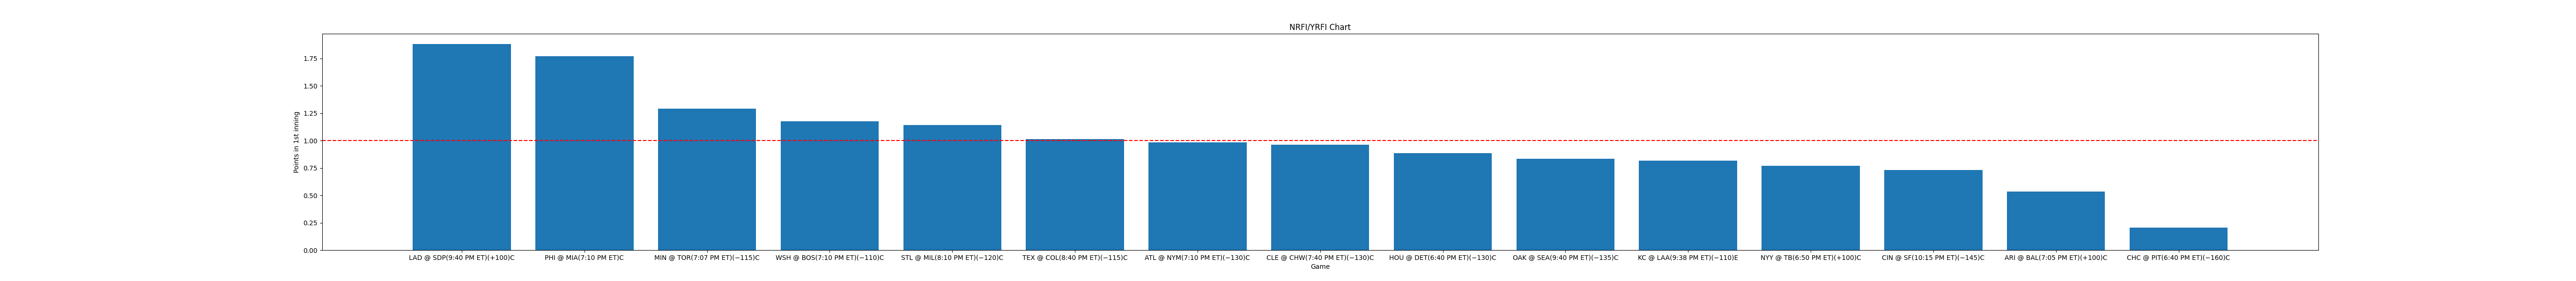 NRFI/YRFI Chart
Points in 1st inning
1.75
1.50
1.25
1.00
0.75
0.50
0.25
0.00
LAD @ SDP(9:40 PM ET)(+100)C
PHI @ MIA(7:10 PM ET)C
MIN @ TOR(7:07 PM ET)(−115)C
WSH @ BOS(7:10 PM ET)(−110)C
STL @ MIL(8:10 PM ET)(−120)C
TEX @ COL(8:40 PM ET)(−115)C
ATL @ NYM(7:10 PM ET)(−130)C
CLE @ CHW(7:40 PM ET)(−130)C
HOU @ DET(6:40 PM ET)(−130)C
OAK @ SEA(9:40 PM ET)(−135)C
KC @ LAA(9:38 PM ET)(−110)E
NYY @ TB(6:50 PM ET)(+100)C
CIN @ SF(10:15 PM ET)(−145)C
ARI @ BAL(7:05 PM ET)(+100)C
CHC @ PIT(6:40 PM ET)(−160)C
Game